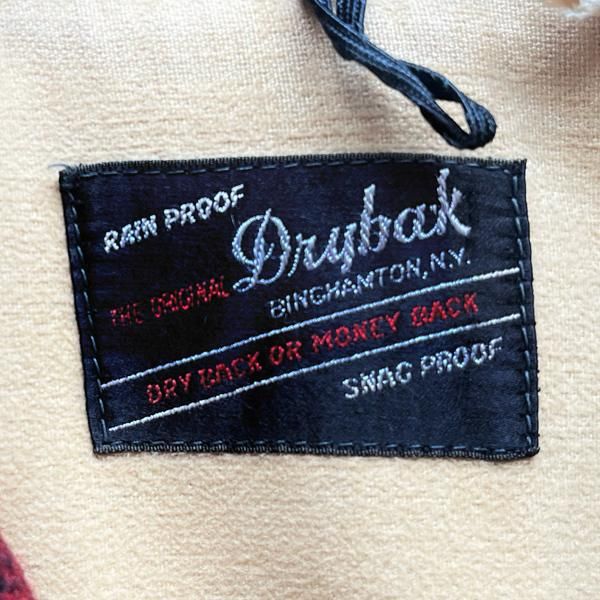 RAIN PROOF
THE ORIGINAL Drybak
BINGHAMTON, N.Y.
DRY BACK OR MONEY BACK
SNAG PROOF